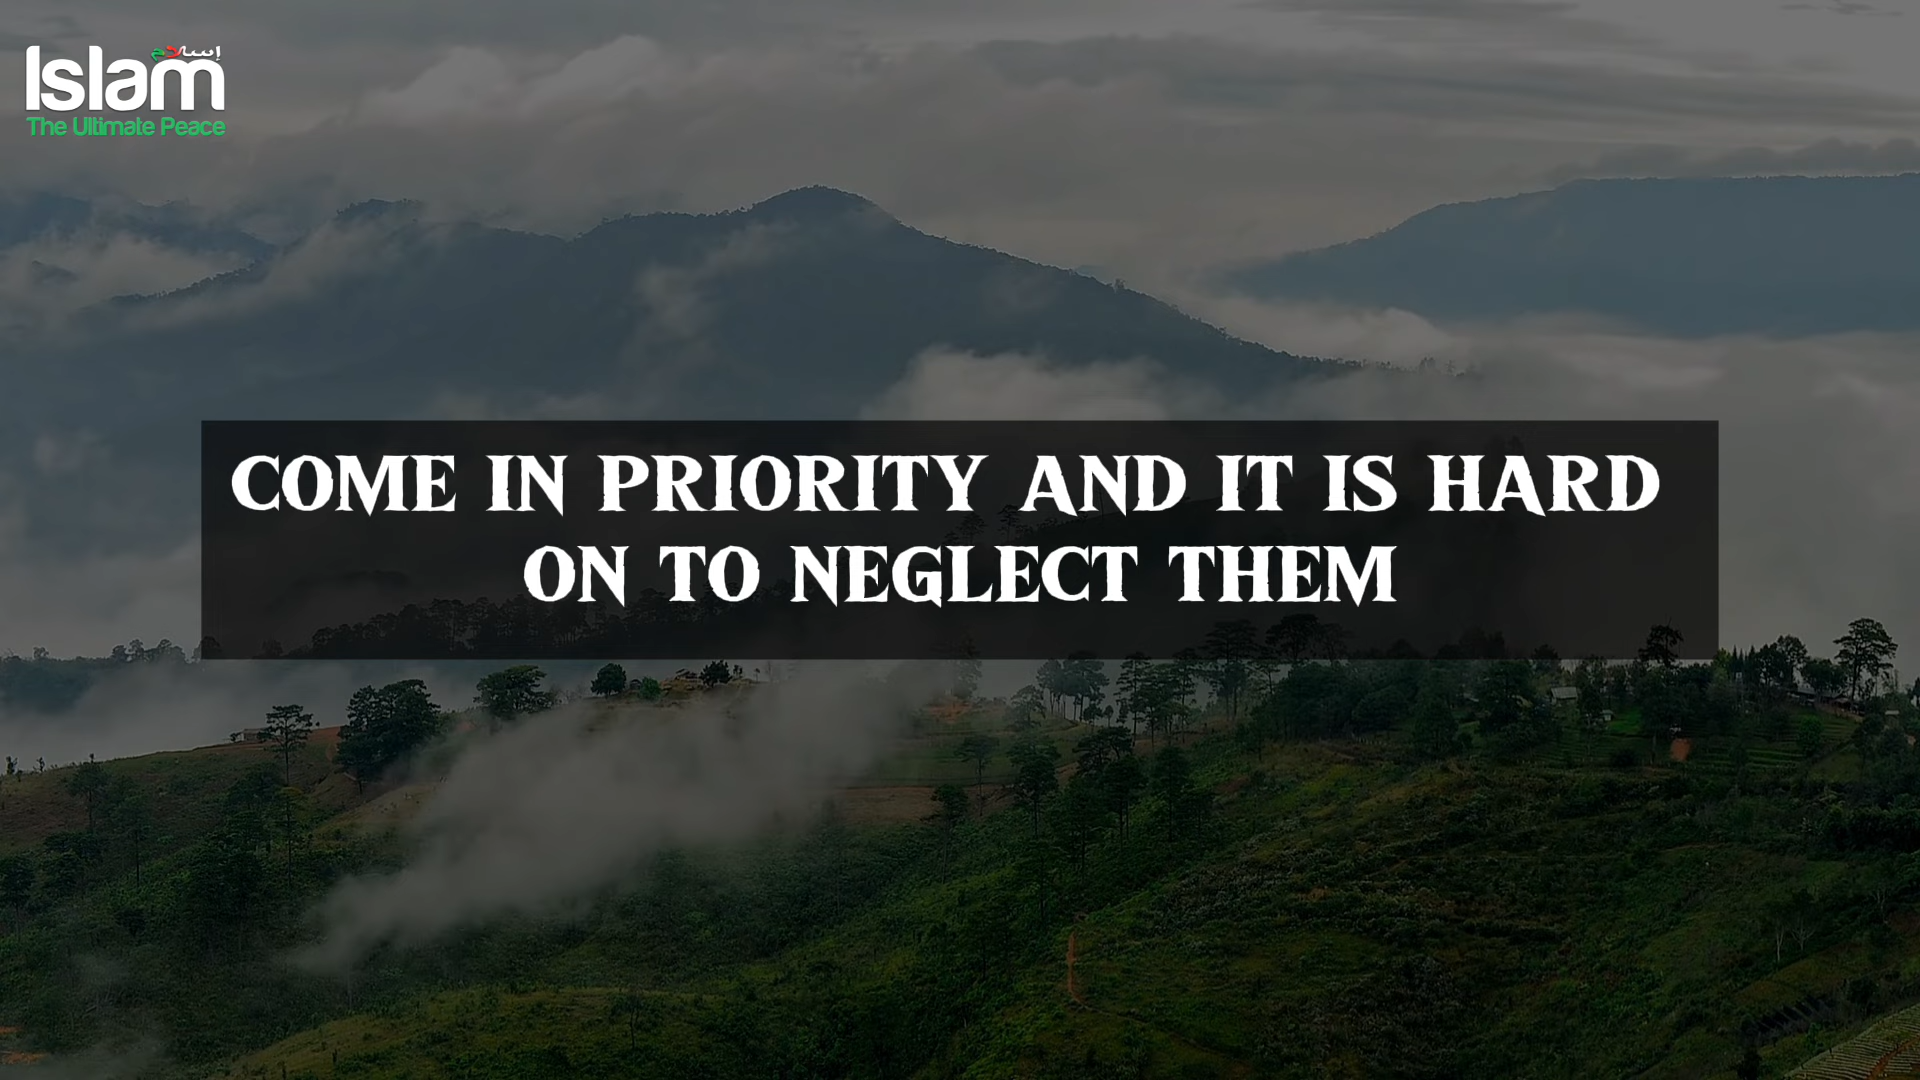 إسلام
Islam
The Ultimate Peace
COME IN PRIORITY AND IT IS HARD
ON TO NEGLECT THEM